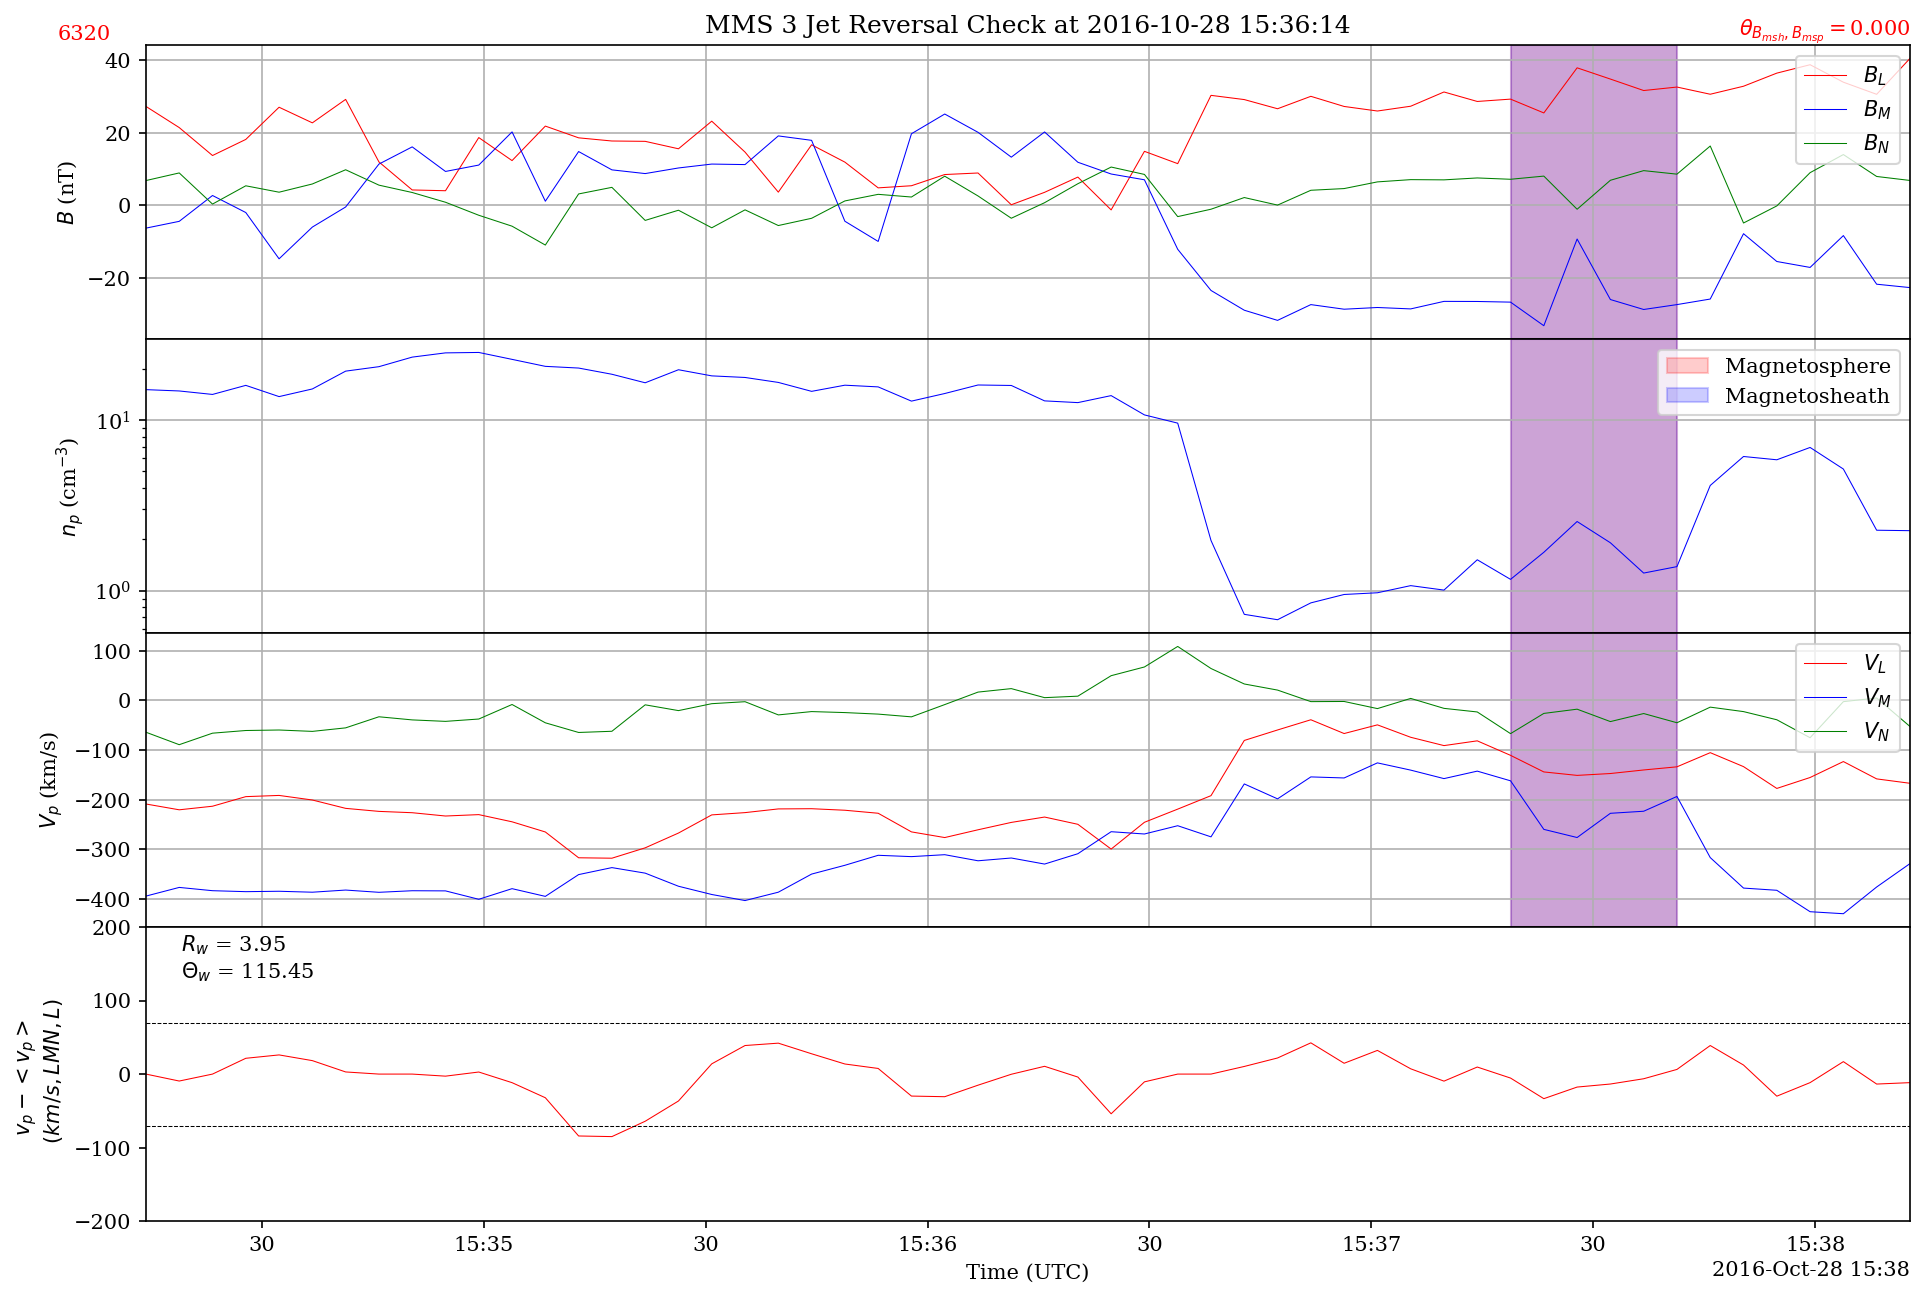 6320
MMS 3 Jet Reversal Check at 2016-10-28 15:36:14
θ_{B_{msh}, B_{msp}} = 0.000
40
20
0
−20
B (nT)
B_L
B_M
B_N
10^1
10^0
n_p (cm^{−3})
Magnetosphere
Magnetosheath
100
0
−100
−200
−300
−400
V_p (km/s)
V_L
V_M
V_N
200
100
0
−100
−200
v_p − < v_p >
(km/s, LMN, L)
R_w = 3.95
Θ_w = 115.45
30 15:35 30 15:36 30 15:37 30 15:38
Time (UTC)
2016-Oct-28 15:38